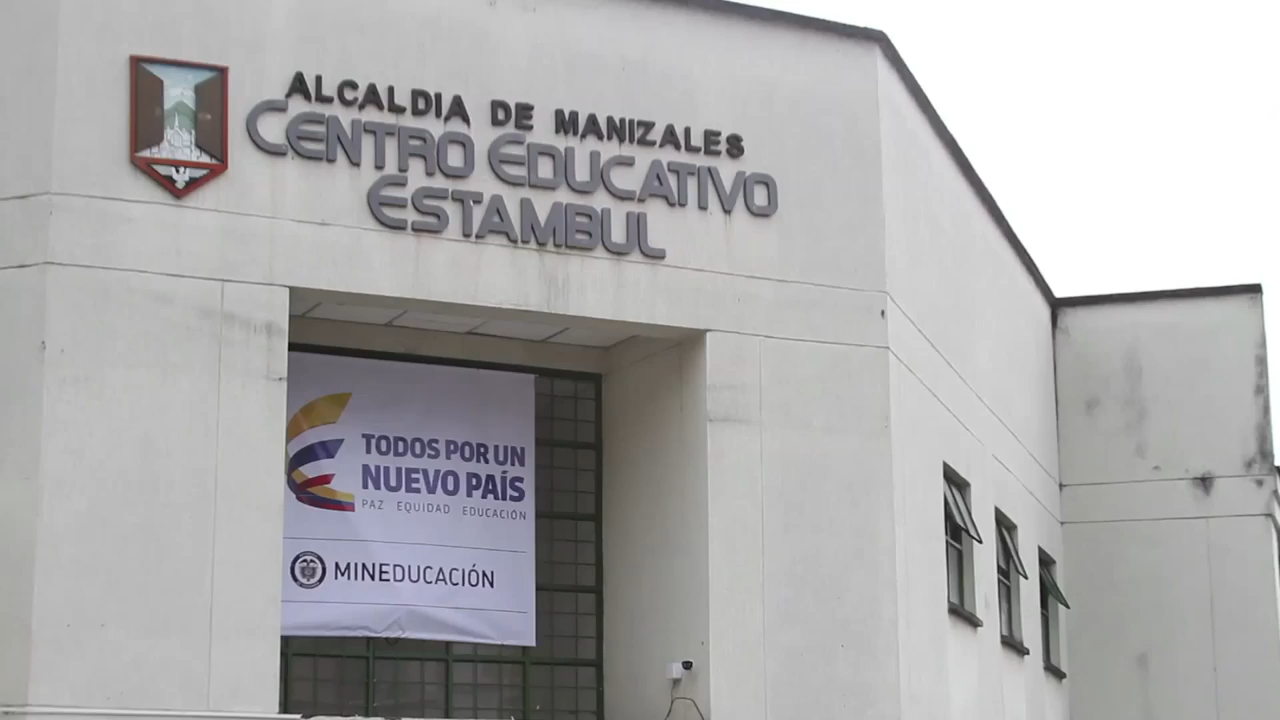 ALCALDIA DE MANIZALES
CENTRO EDUCATIVO
ESTAMBUL
TODOS POR UN
NUEVO PAÍS
PAZ EQUIDAD EDUCACIÓN
MINEDUCACIÓN